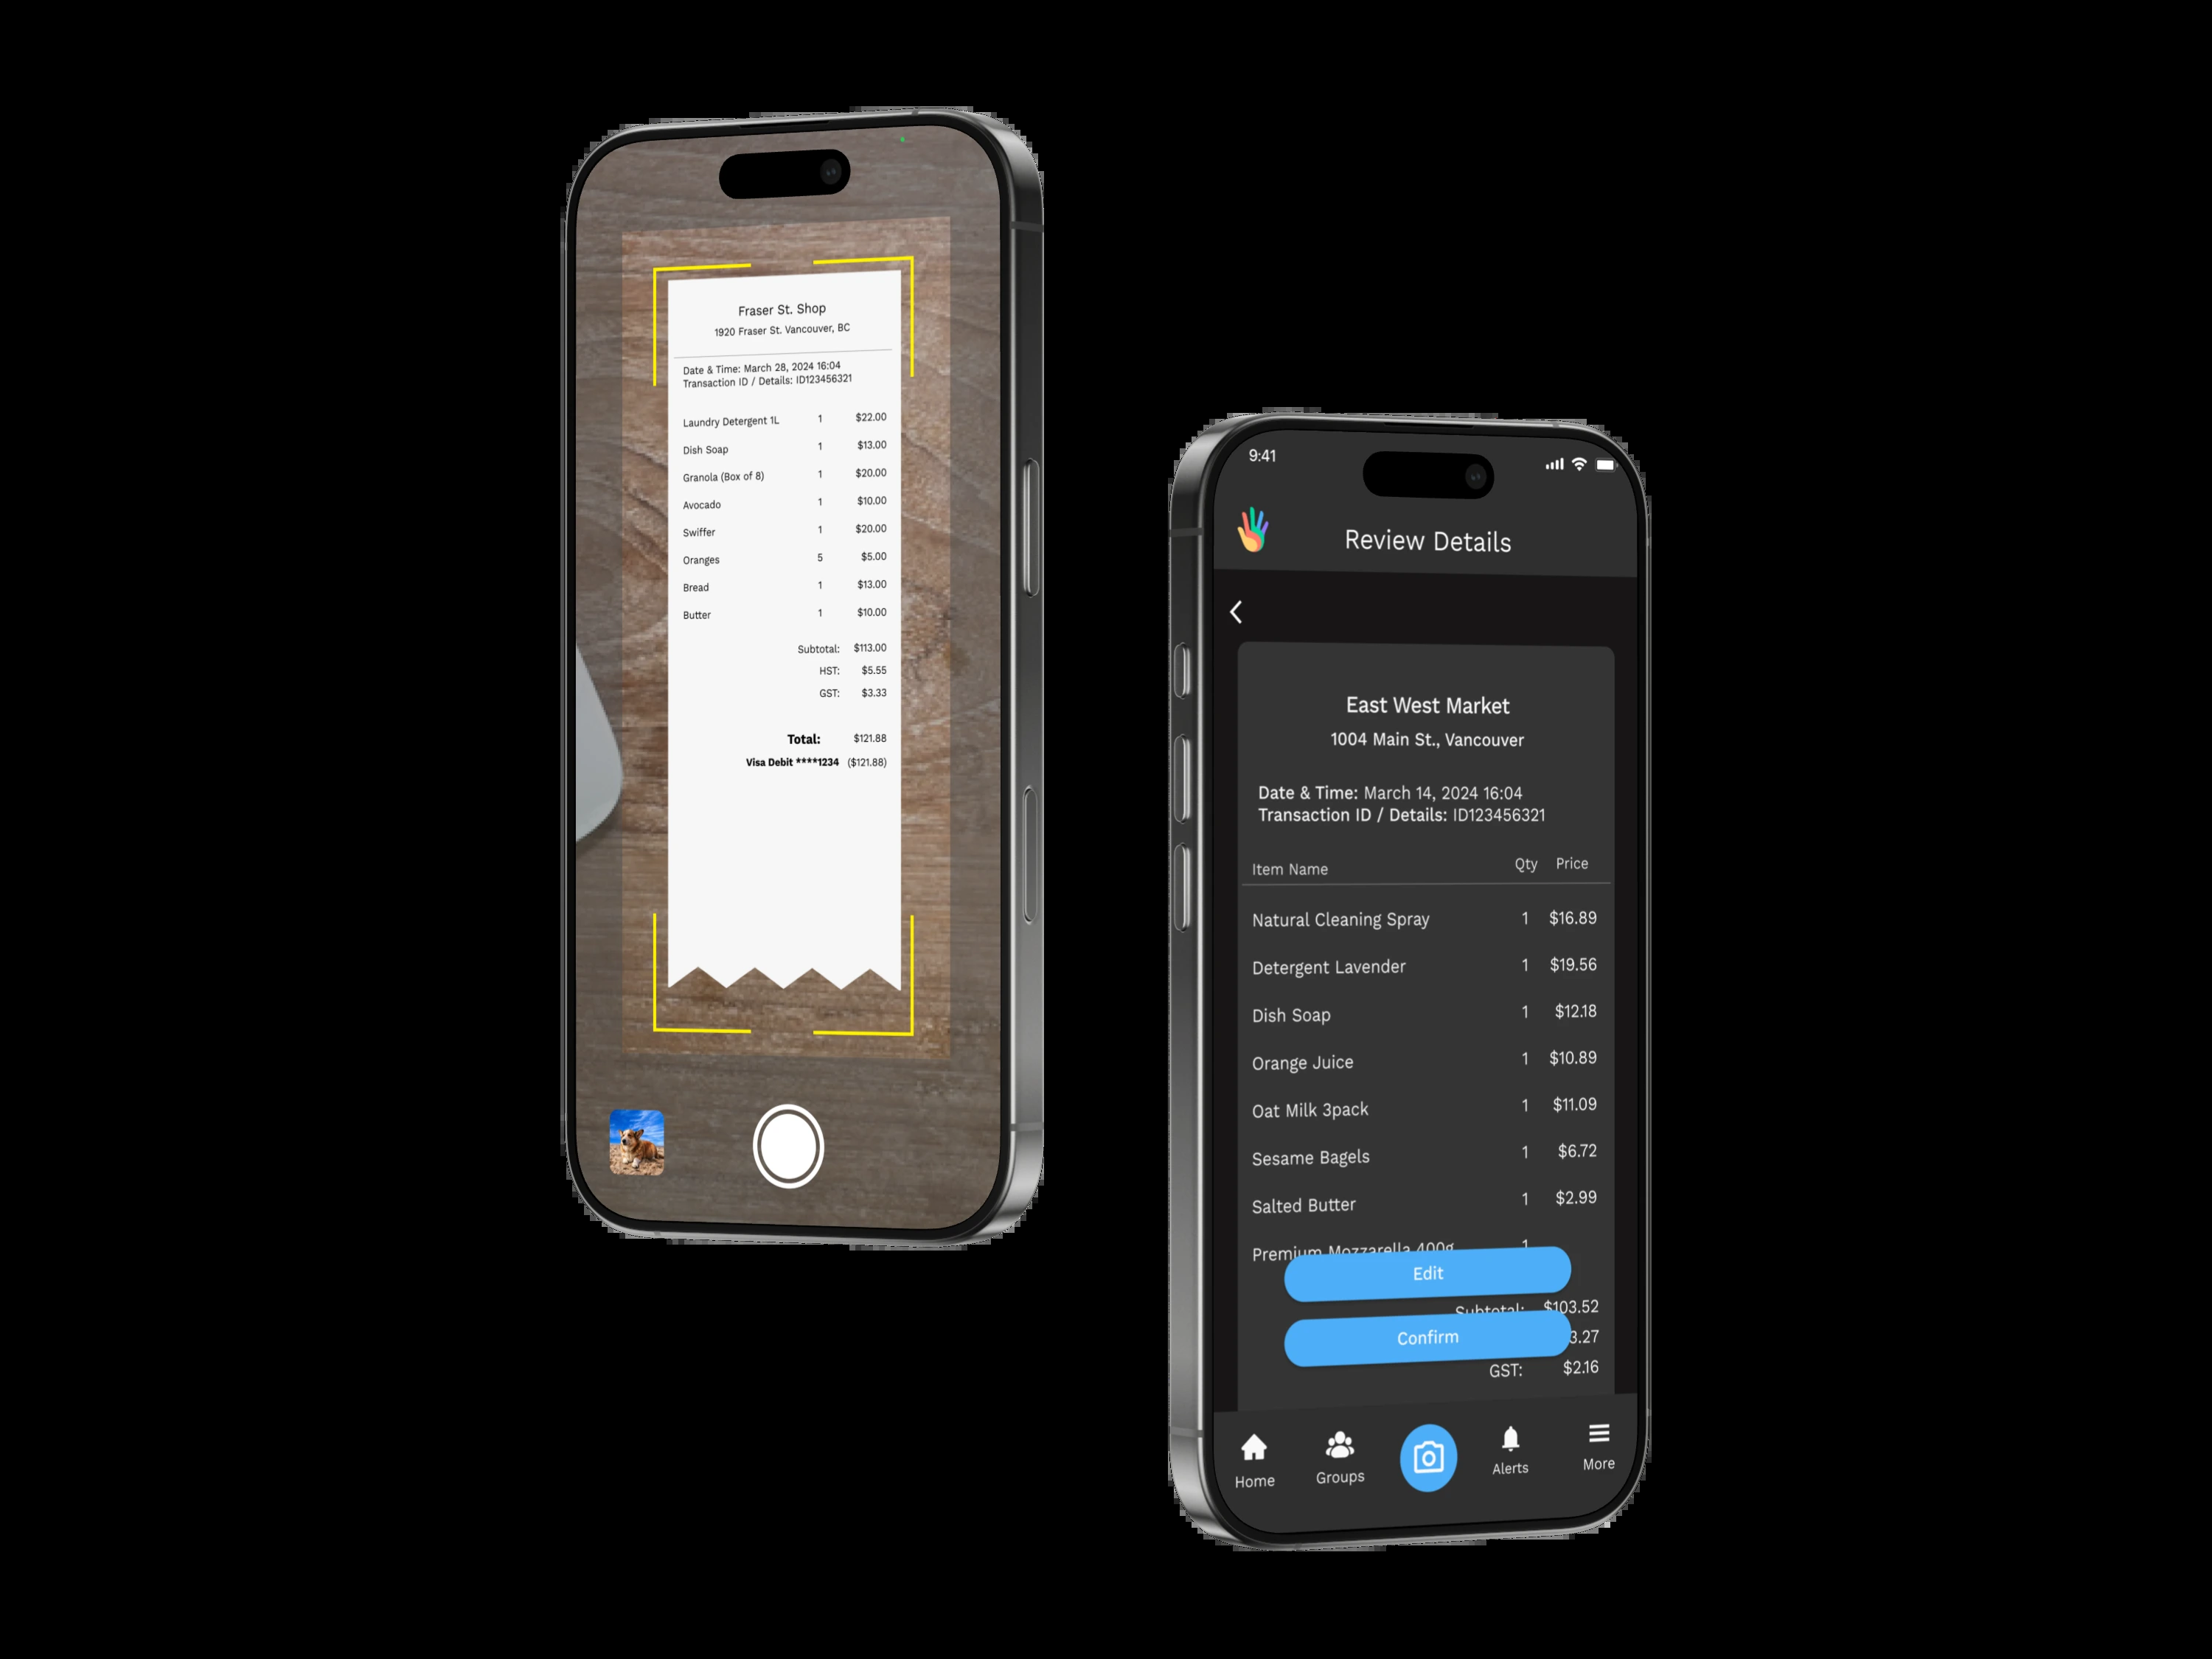 Fraser St. Shop
1920 Fraser St. Vancouver, BC
Date & Time: March 28, 2024 16:04
Transaction ID / Details: ID123456321
Laundry Detergent 1L 1 $22.00
Dish Soap 1 $13.00
Granola (Box of 8) 1 $20.00
Avocado 1 $10.00
Swiffer 1 $20.00
Oranges 5 $5.00
Bread 1 $13.00
Butter 1 $10.00
Subtotal: $113.00
HST: $5.55
GST: $3.33
Total: $121.88
Visa Debit ****1234 ($121.88)
9:41
Review Details
East West Market
1004 Main St., Vancouver
Date & Time: March 14, 2024 16:04
Transaction ID / Details: ID123456321
Item Name Qty Price
Natural Cleaning Spray 1 $16.89
Detergent Lavender 1 $19.56
Dish Soap 1 $12.18
Orange Juice 1 $10.89
Oat Milk 3pack 1 $11.09
Sesame Bagels 1 $6.72
Salted Butter 1 $2.99
Premium Mozzarella 400g 1
Edit
Subtotal: $103.52
Confirm
3.27
GST: $2.16
Home Groups Alerts More